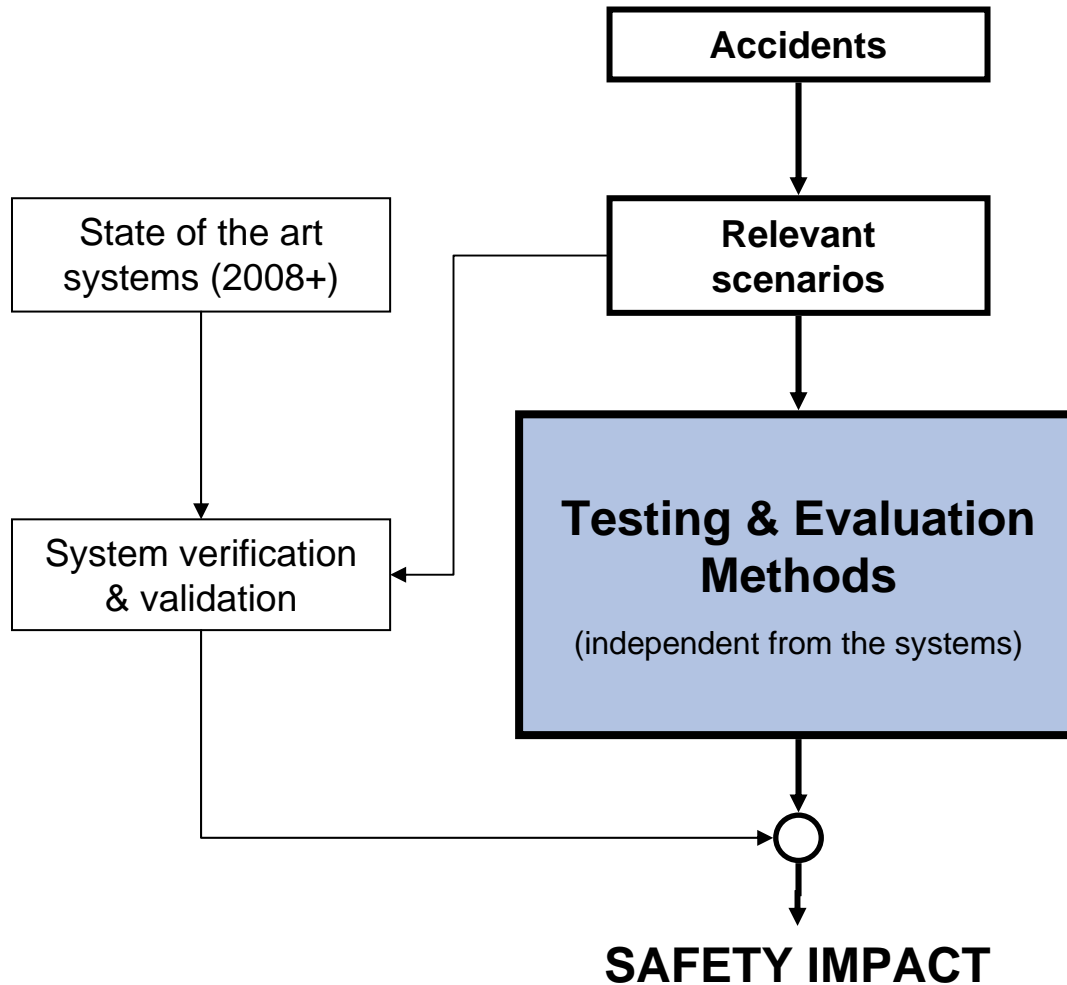 Accidents
State of the art
systems (2008+)
Relevant
scenarios
System verification
& validation
Testing & Evaluation
Methods
(independent from the systems)
SAFETY IMPACT